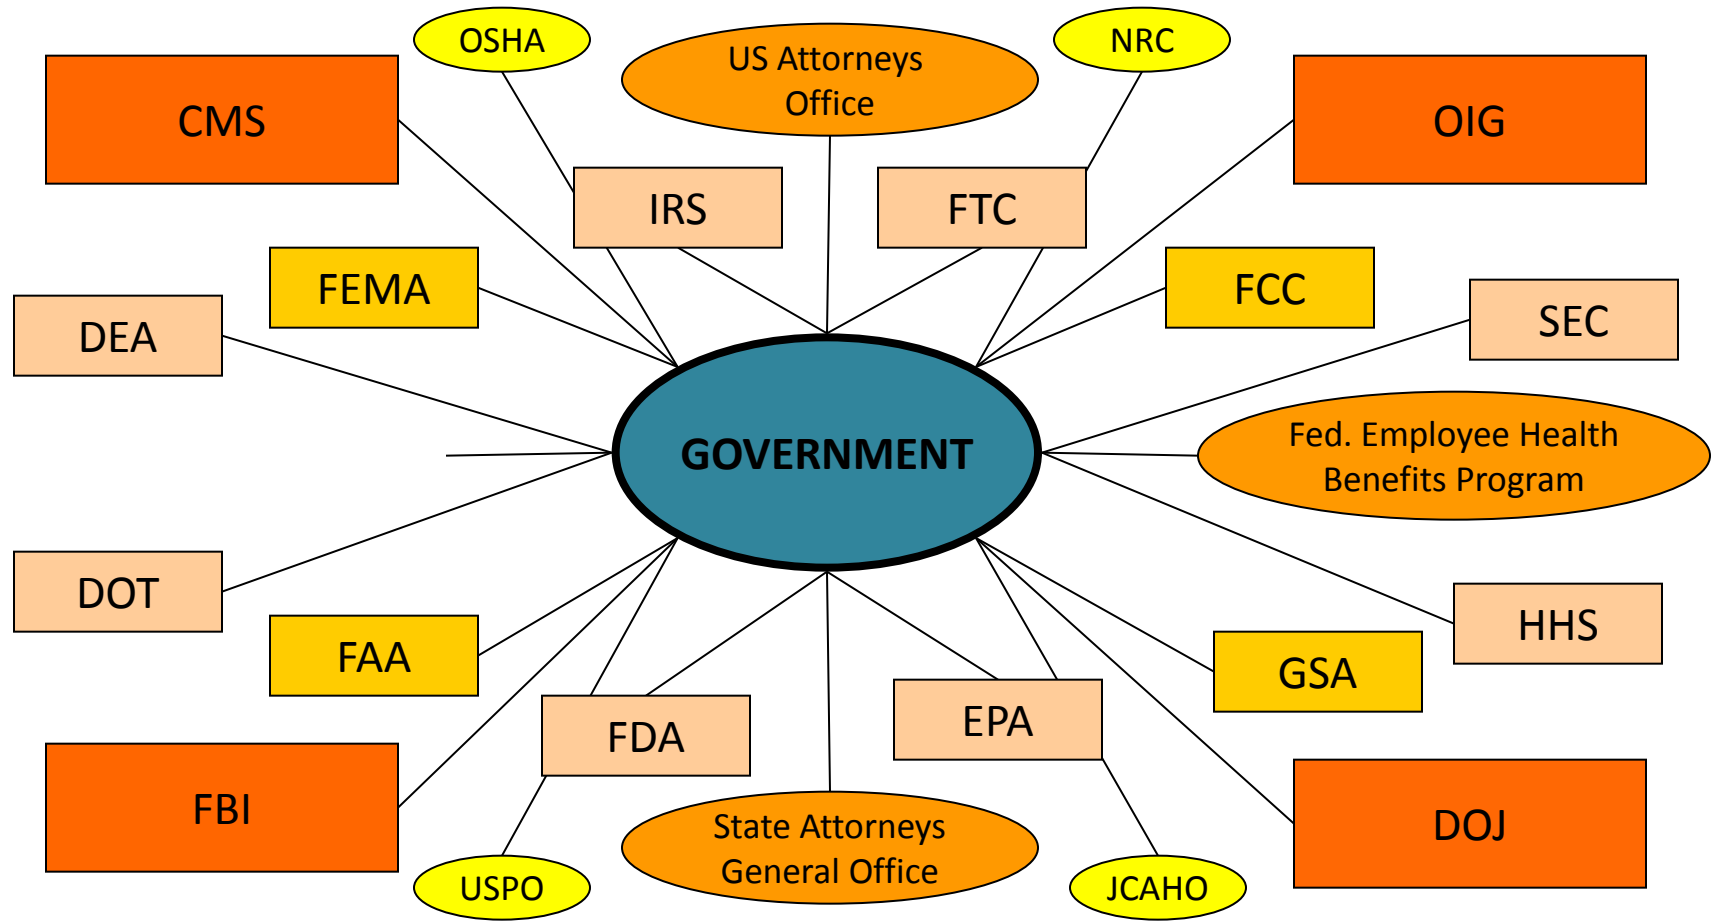 OSHA
NRC
US Attorneys
Office
CMS
OIG
IRS
FTC
FEMA
FCC
DEA
SEC
GOVERNMENT
Fed. Employee Health
Benefits Program
DOT
HHS
FAA
GSA
FDA
EPA
FBI
DOJ
State Attorneys
General Office
USPO
JCAHO